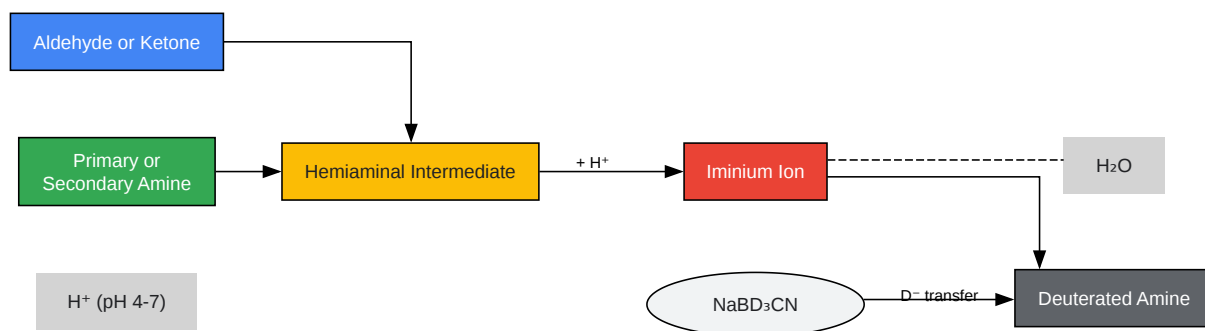 Aldehyde or Ketone
Primary or
Secondary Amine
Hemiaminal Intermediate
+ H⁺
Iminium Ion
H₂O
H⁺ (pH 4-7)
NaBD₃CN
D⁻ transfer
Deuterated Amine